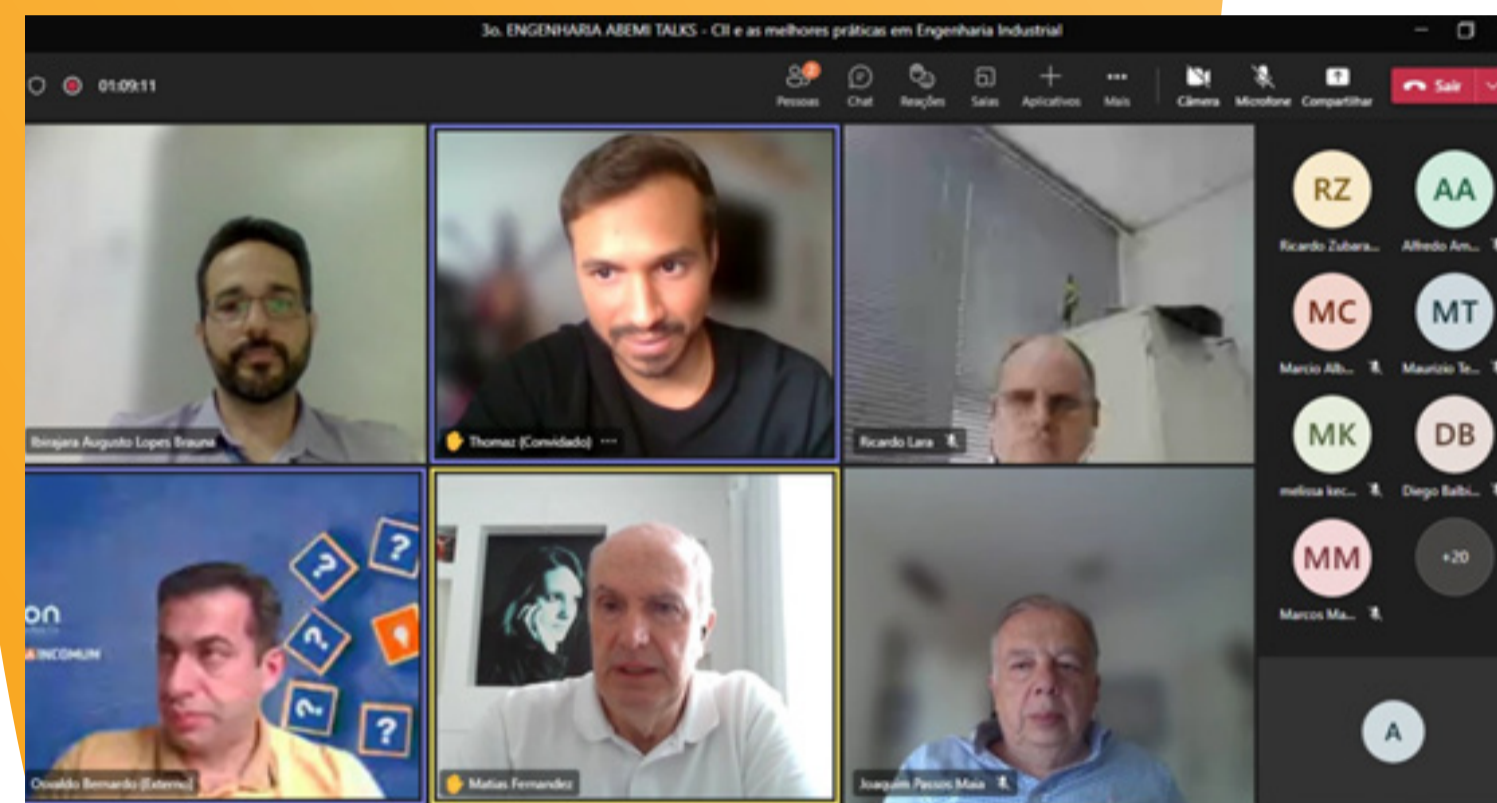 3o. ENGENHARIA ABEMI TALKS - CII e as melhores práticas em Engenharia Industrial
01:09:11
2
Pessoas Chat Reações Salas Aplicativos Mais Câmera Microfone Compartilhar Sair
Ibirajara Augusto Lopes Brauna
Thomaz (Convidado) ···
Ricardo Lara
RZ AA
Ricardo Zubara... Alfredo Am...
MC MT
Marcio Alb... Maurizio Te...
MK DB
melissa kec... Diego Balbi...
MM +20
Marcos Ma...
on
INCOMUM
? ? ? ? ?
Osvaldo Bernardo (Externo)
Matias Fernandez
Joaquim Passos Maia
A